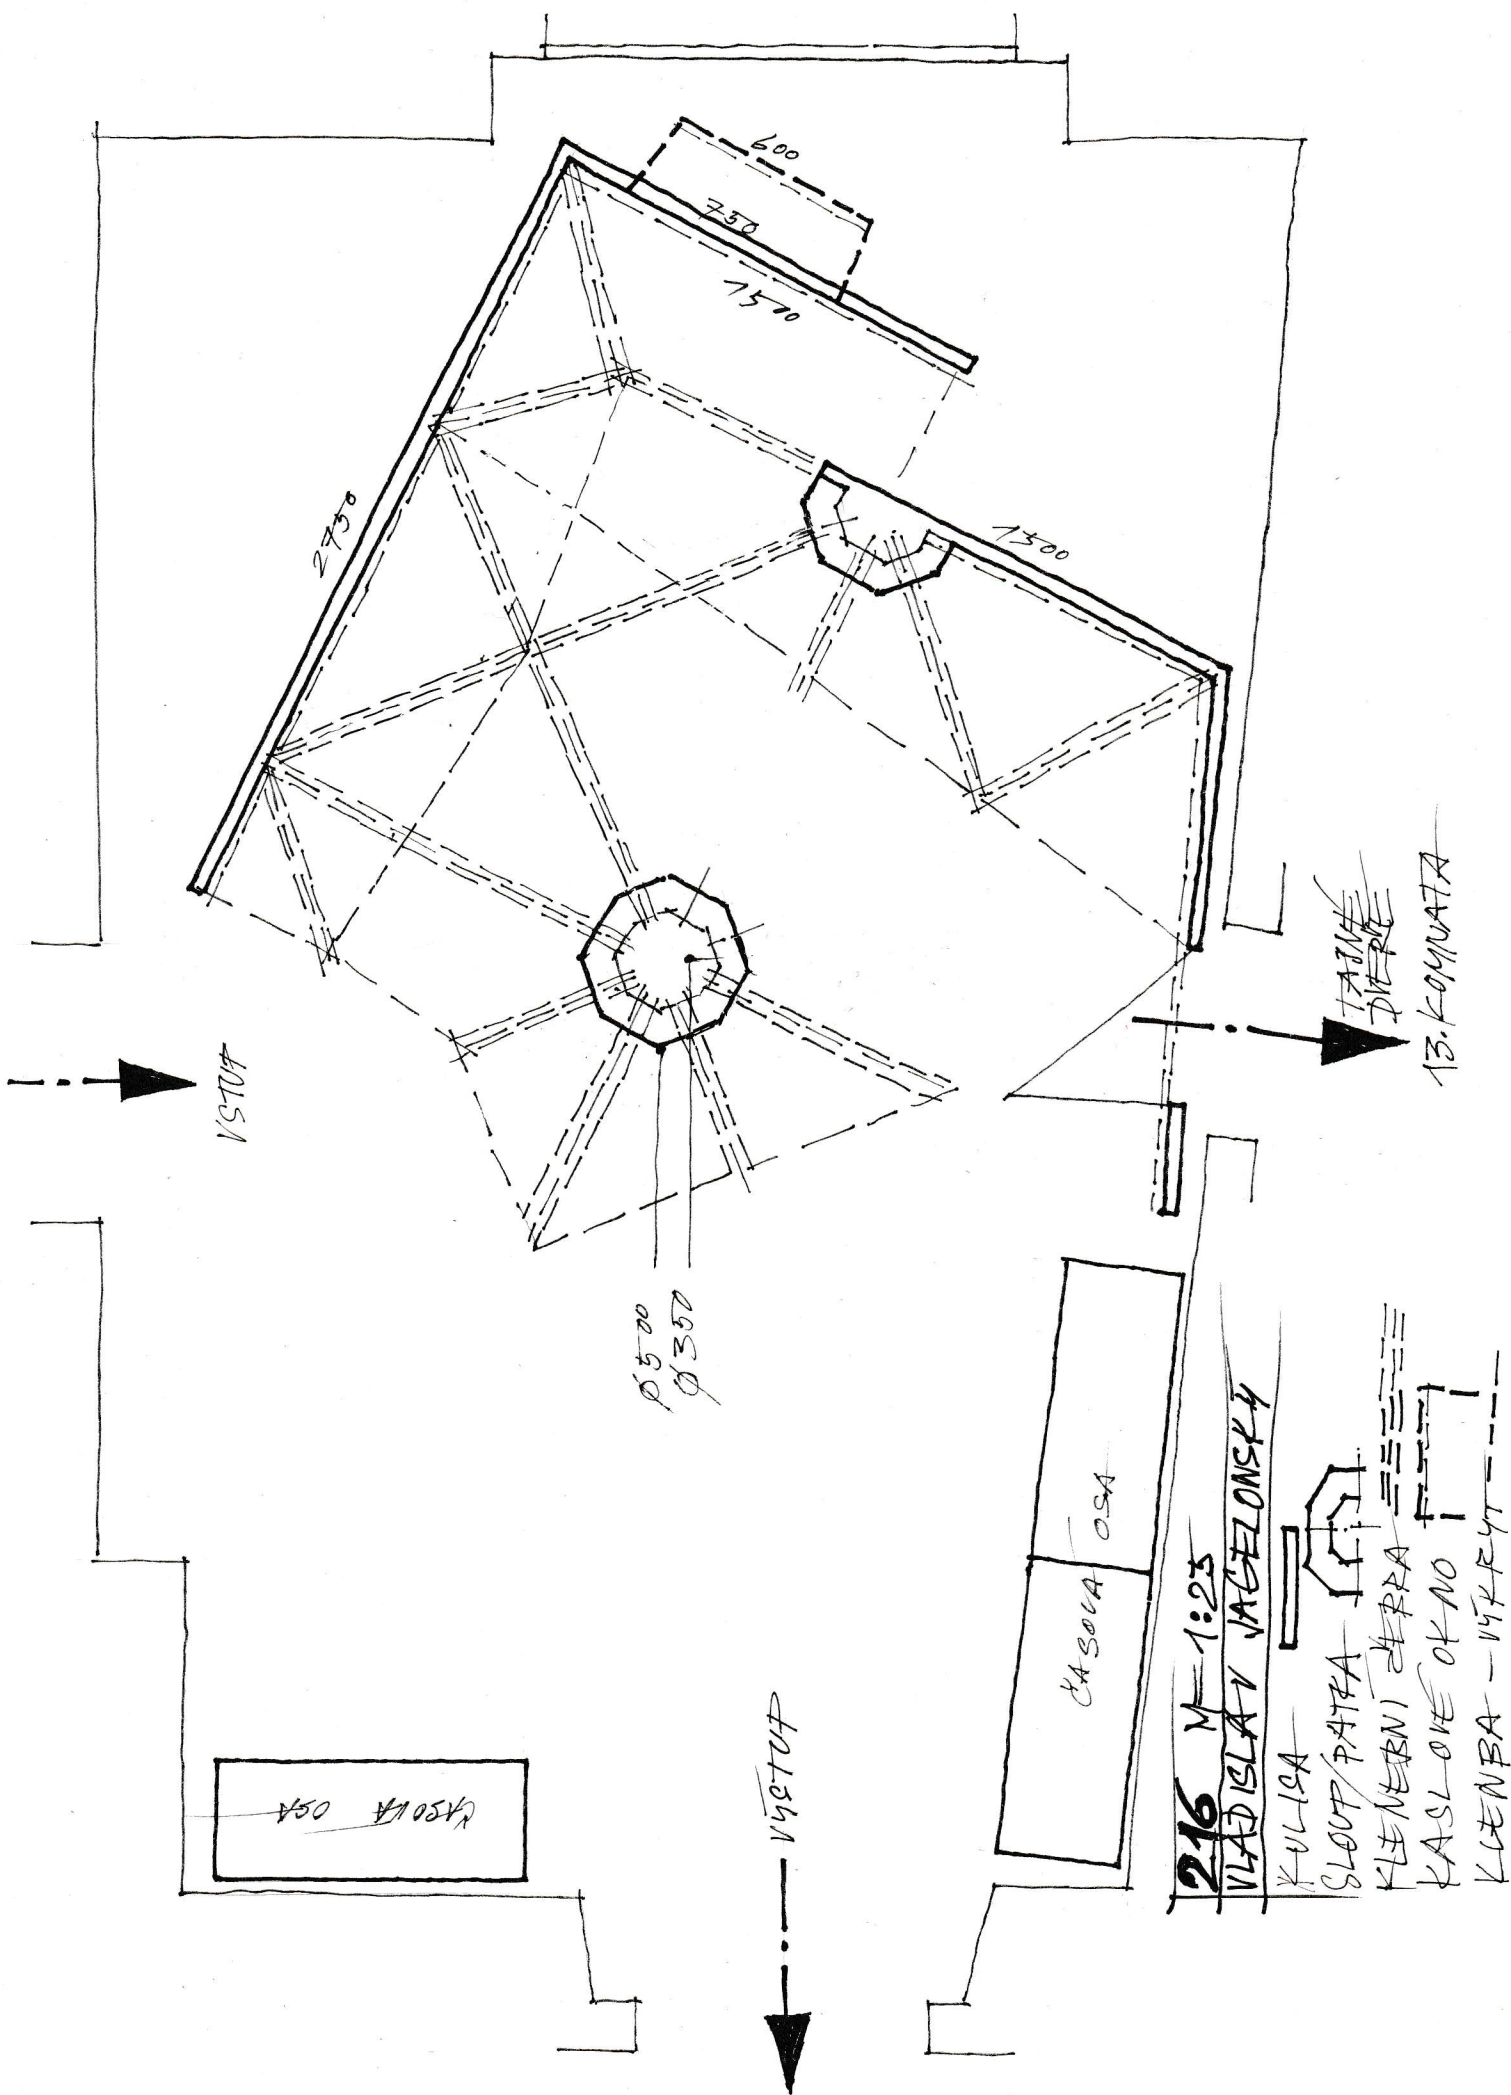 600
750
1500
2750
1500
VSTUP
Ø500
Ø350
TAJNÉ
DVEŘE
13. KOMNATA
ČASOVÁ OSA
ČASOVÁ OSA
VÝSTUP
216 M=1:25
VLADISLAV JAGELONSKÝ
KULISA
SLOUP/PATKA
KLENEBNÍ ŽEBRA
KASLOVÉ OKNO
KLENBA - VÝKRYT